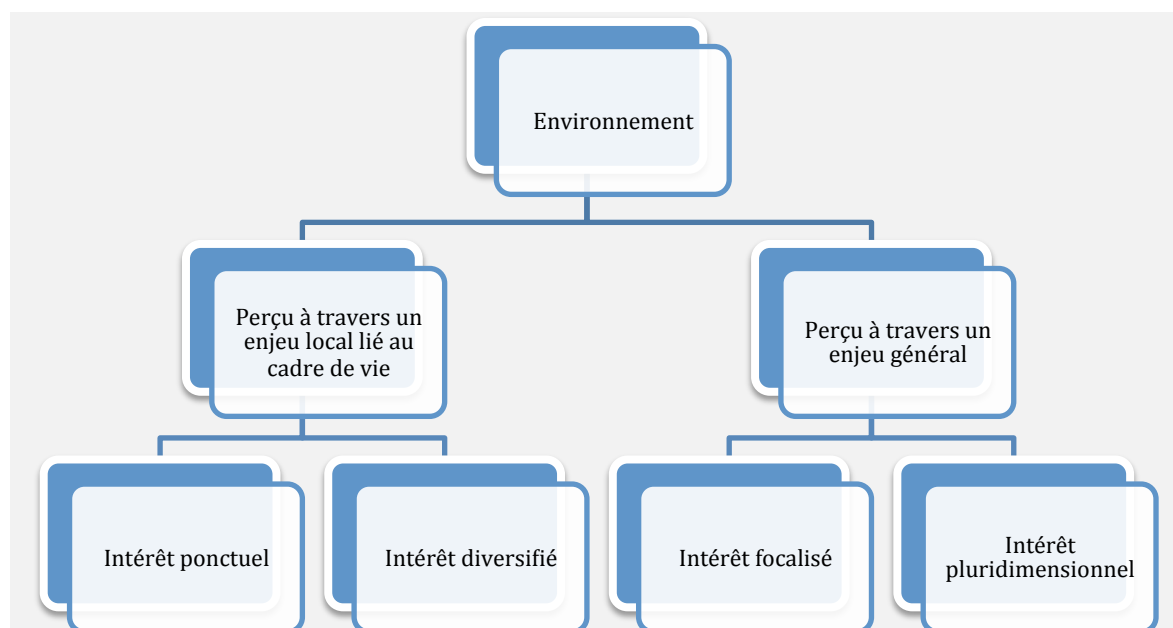 Environnement
Perçu à travers un
enjeu local lié au
cadre de vie
Perçu à travers un
enjeu général
Intérêt ponctuel
Intérêt diversifié
Intérêt focalisé
Intérêt
pluridimensionnel